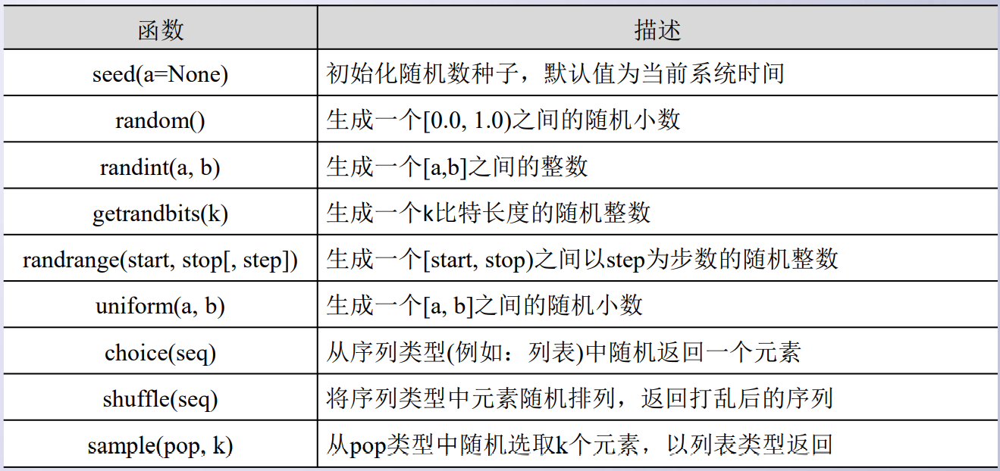 函数 描述
seed(a=None) 初始化随机数种子，默认值为当前系统时间
random() 生成一个[0.0, 1.0)之间的随机小数
randint(a, b) 生成一个[a,b]之间的整数
getrandbits(k) 生成一个k比特长度的随机整数
randrange(start, stop[, step]) 生成一个[start, stop)之间以step为步数的随机整数
uniform(a, b) 生成一个[a, b]之间的随机小数
choice(seq) 从序列类型(例如：列表)中随机返回一个元素
shuffle(seq) 将序列类型中元素随机排列，返回打乱后的序列
sample(pop, k) 从pop类型中随机选取k个元素，以列表类型返回